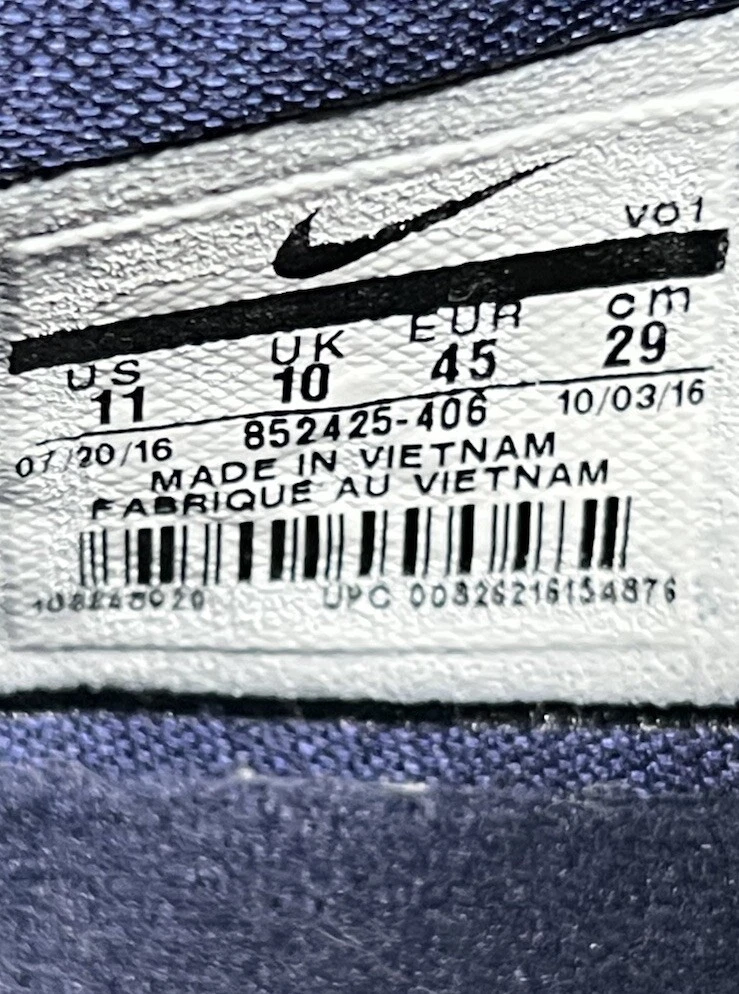 VO1
US UK EUR cm
11 10 45 29
07/20/16 852425-406 10/03/16
MADE IN VIETNAM
FABRIQUE AU VIETNAM
UPC 00826216154876